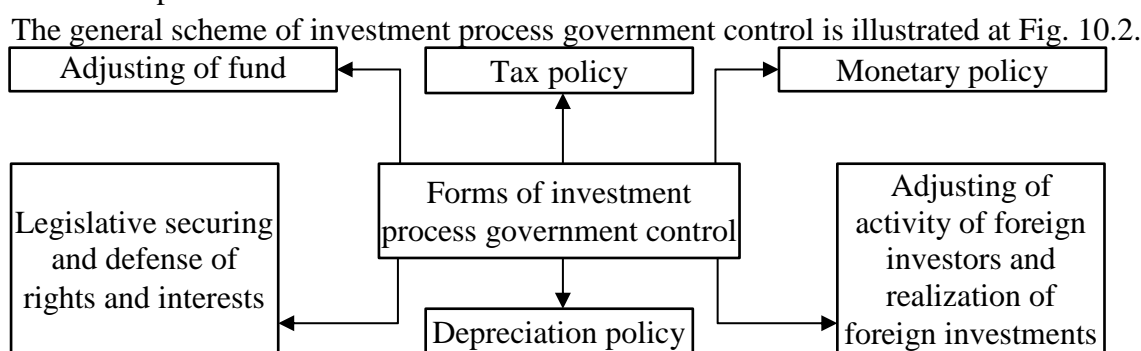 The general scheme of investment process government control is illustrated at Fig. 10.2.
Adjusting of fund
Tax policy
Monetary policy
Legislative securing
and defense of
rights and interests
Forms of investment
process government control
Adjusting of
activity of foreign
investors and
realization of
foreign investments
Depreciation policy